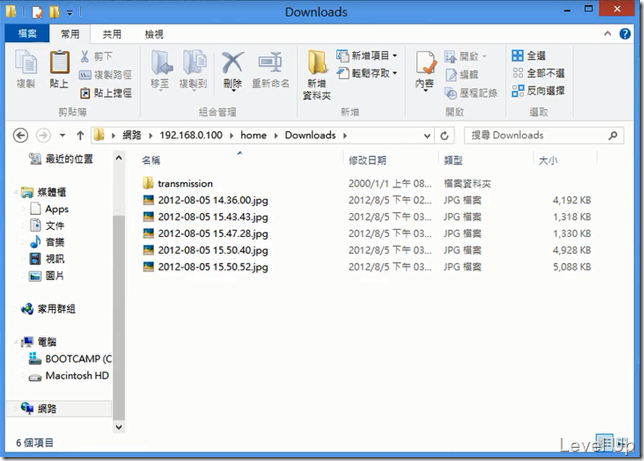 Downloads
檔案 常用 共用 檢視
複製 貼上 剪下 複製路徑 貼上捷徑
移至 複製到 刪除 重新命名
新增資料夾 新增項目 輕鬆存取
內容 開啟 編輯 歷程記錄
全選 全部不選 反向選擇
剪貼簿 組合管理 新增 開啟 選取
網路 192.168.0.100 home Downloads 搜尋 Downloads
最近的位置
媒體櫃
Apps
文件
音樂
視訊
圖片
家用群組
電腦
BOOTCAMP (C
Macintosh HD
網路
名稱 修改日期 類型 大小
transmission 2000/1/1 上午 08... 檔案資料夾
2012-08-05 14.36.00.jpg 2012/8/5 下午 02... JPG 檔案 4,192 KB
2012-08-05 15.43.43.jpg 2012/8/5 下午 03... JPG 檔案 1,318 KB
2012-08-05 15.47.28.jpg 2012/8/5 下午 03... JPG 檔案 1,330 KB
2012-08-05 15.50.40.jpg 2012/8/5 下午 03... JPG 檔案 4,928 KB
2012-08-05 15.50.52.jpg 2012/8/5 下午 03... JPG 檔案 5,088 KB
6 個項目
Level Up